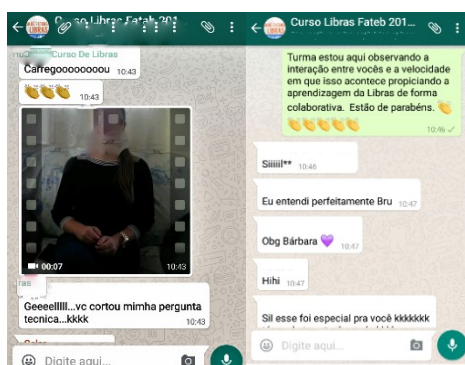 Curso Libras Fateb 201
Curso De Libras
Carregooooooou 10:43
10:43
00:07 10:43
ras
Geeeelllll...vc cortou mimha pergunta
tecnica...kkkk
10:43
Digite aqui...
Curso Libras Fateb 201...
Turma estou aqui observando a
interação entre vocês e a velocidade
em que isso acontece propiciando a
aprendizagem da Libras de forma
colaborativa. Estão de parabéns.
10:46
Siiiiil** 10:46
Eu entendi perfeitamente Bru 10:47
Obg Bárbara 10:47
Hihi 10:47
Sil esse foi especial pra você kkkkkkk
Digite aqui...